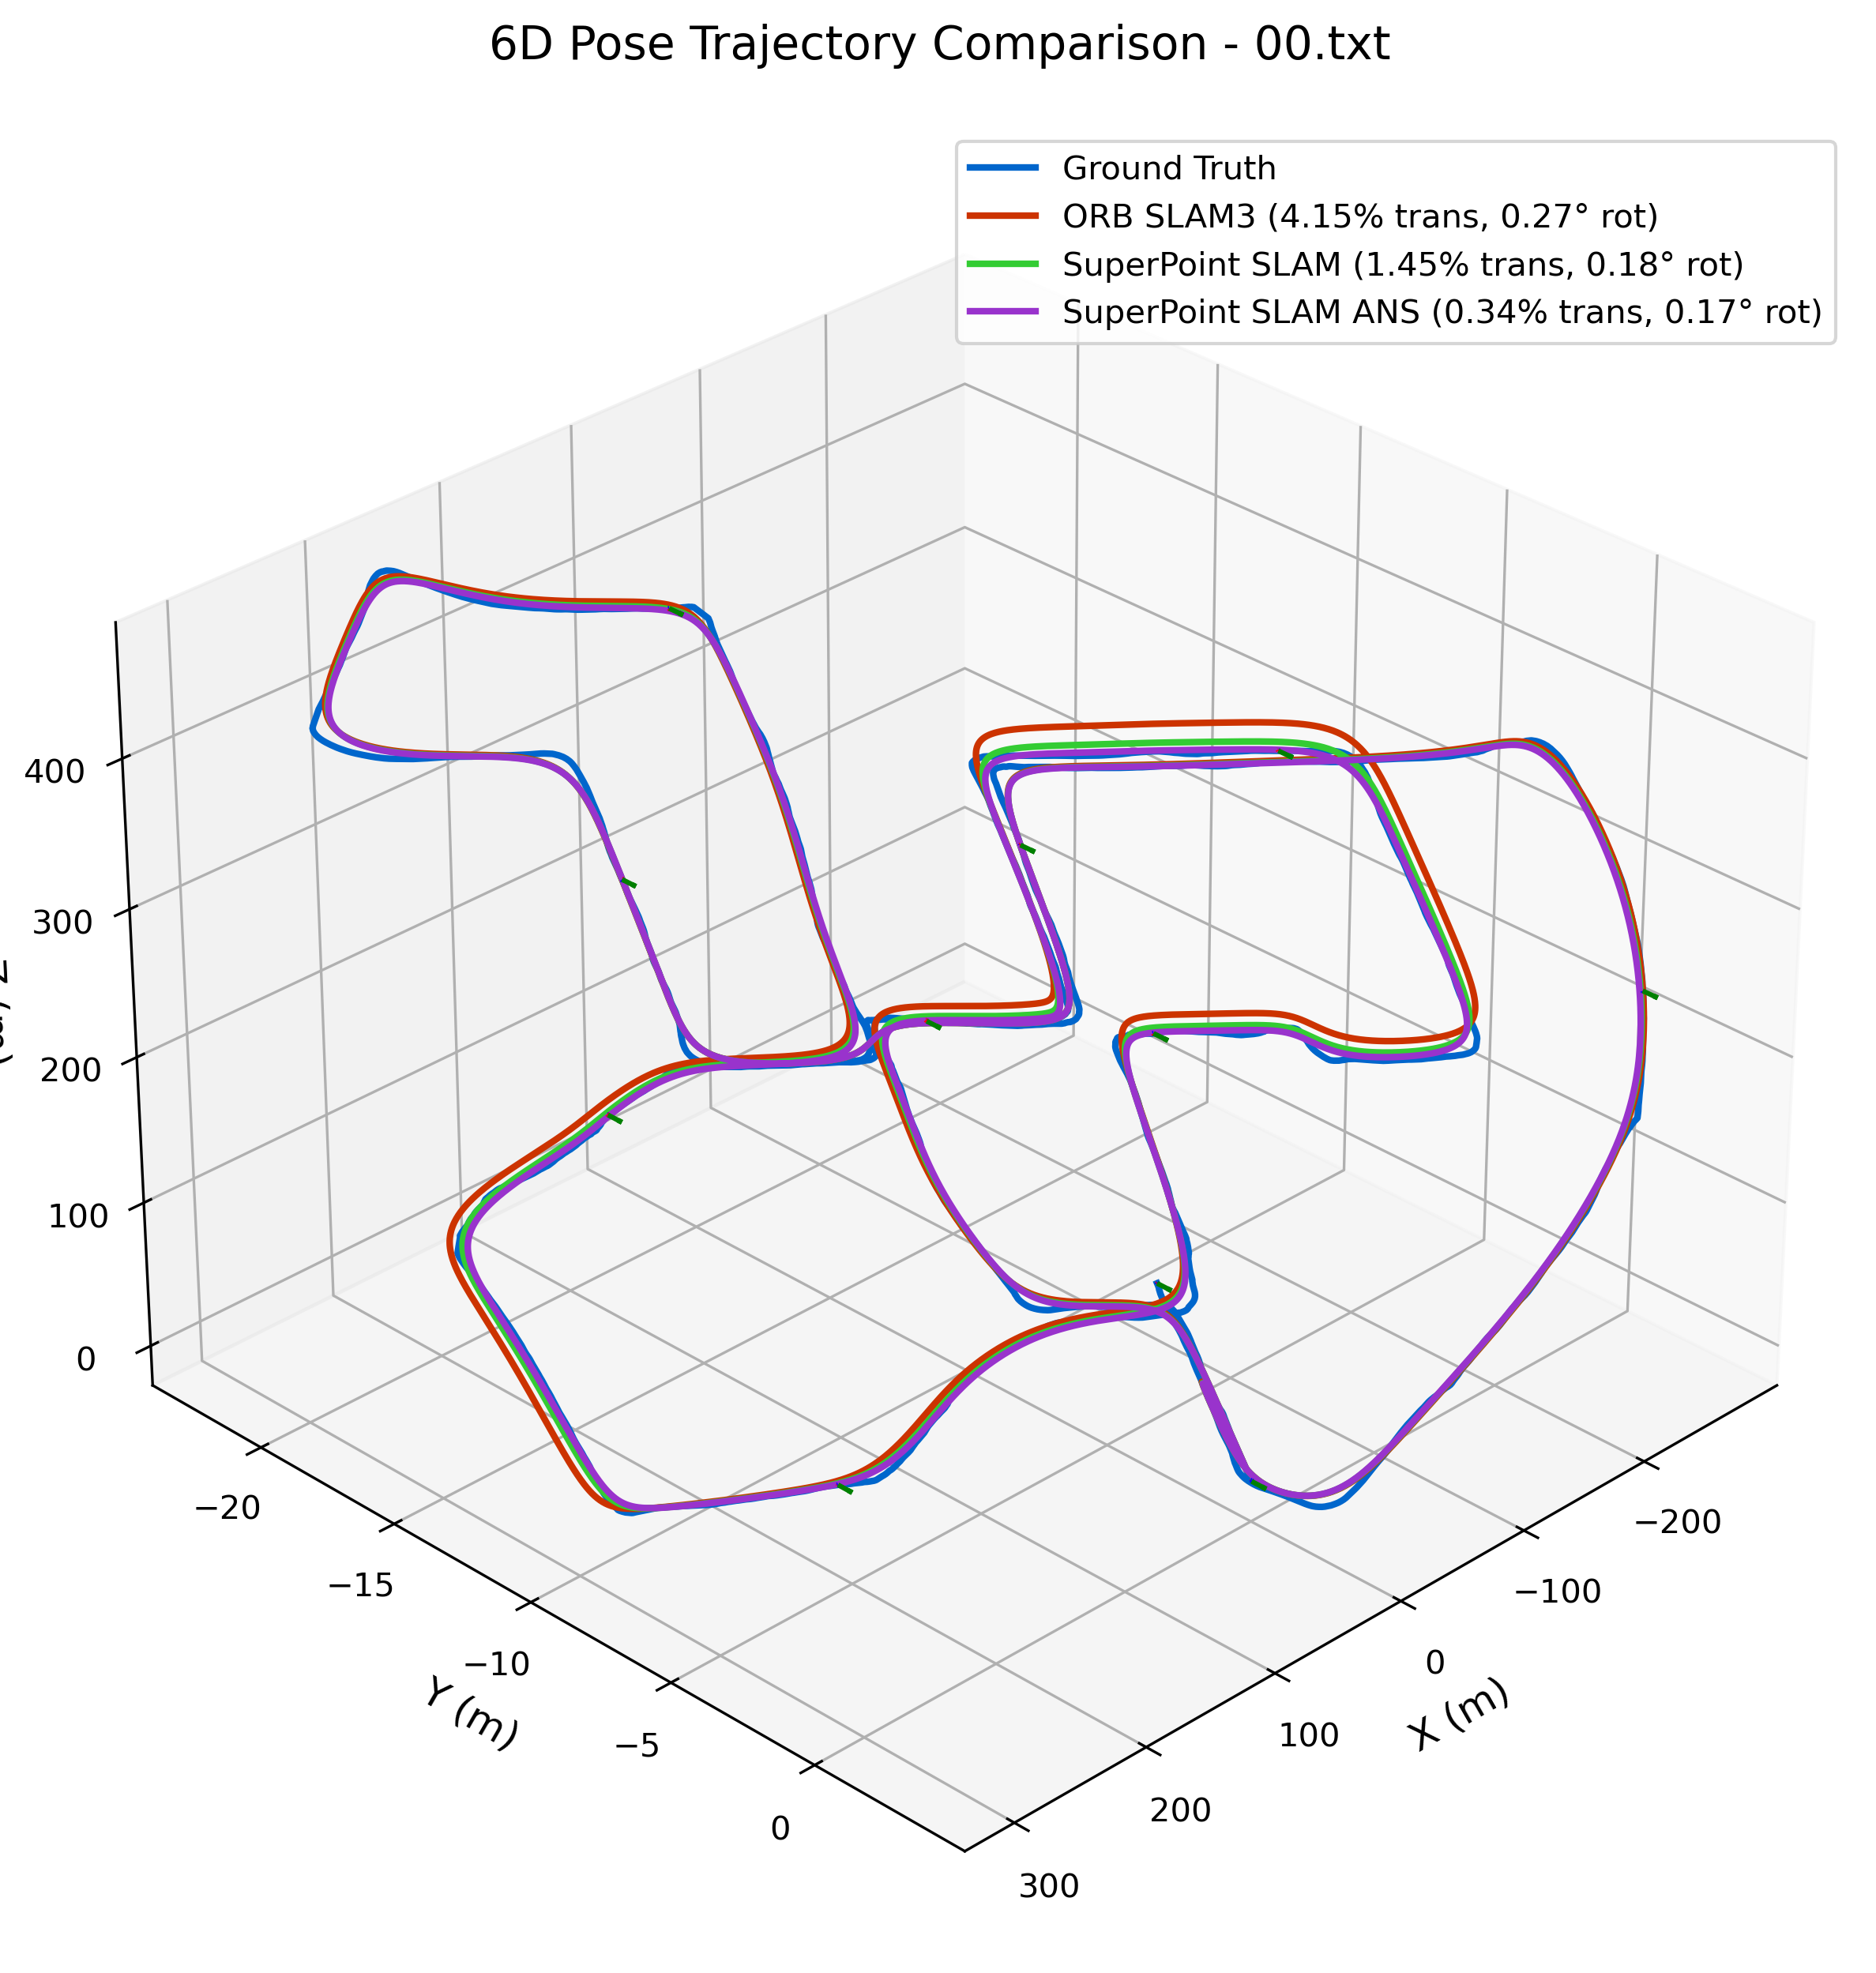 6D Pose Trajectory Comparison - 00.txt
Ground Truth
ORB SLAM3 (4.15% trans, 0.27° rot)
SuperPoint SLAM (1.45% trans, 0.18° rot)
SuperPoint SLAM ANS (0.34% trans, 0.17° rot)
400
300
200
100
0
−20
−15
−10
−5
0
Y (m)
−200
−100
0
100
200
300
X (m)